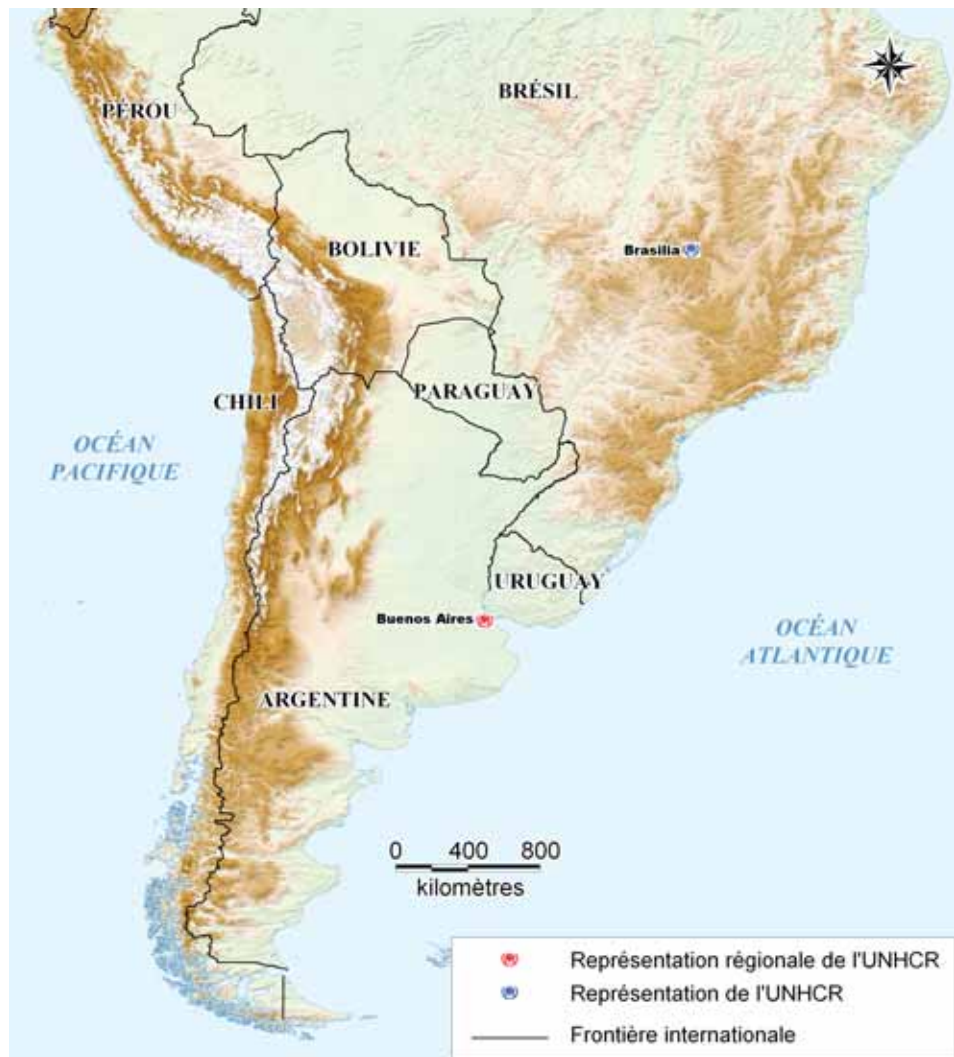 BRÉSIL
PÉROU
BOLIVIE
Brasilia
PARAGUAY
CHILI
OCÉAN
PACIFIQUE
URUGUAY
Buenos Aires
OCÉAN
ATLANTIQUE
ARGENTINE
0 400 800
kilomètres
Représentation régionale de l'UNHCR
Représentation de l'UNHCR
Frontière internationale